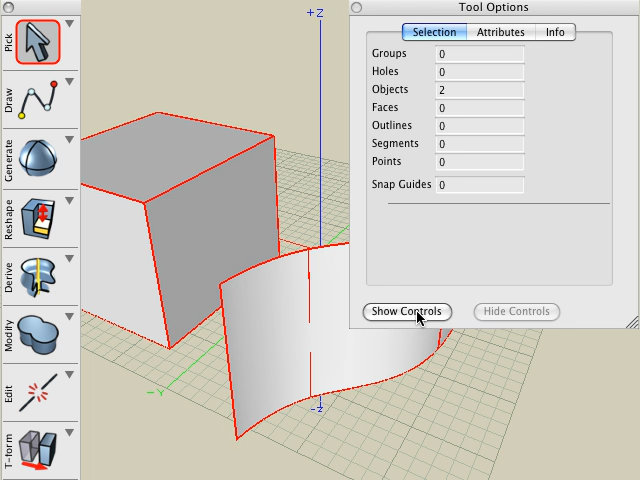 Tool Options
Selection Attributes Info
Groups 0
Holes 0
Objects 2
Faces 0
Outlines 0
Segments 0
Points 0
Snap Guides 0
Show Controls Hide Controls
Pick
Draw
Generate
Reshape
Derive
Modify
Edit
T-form
+Z
-Y
-Z